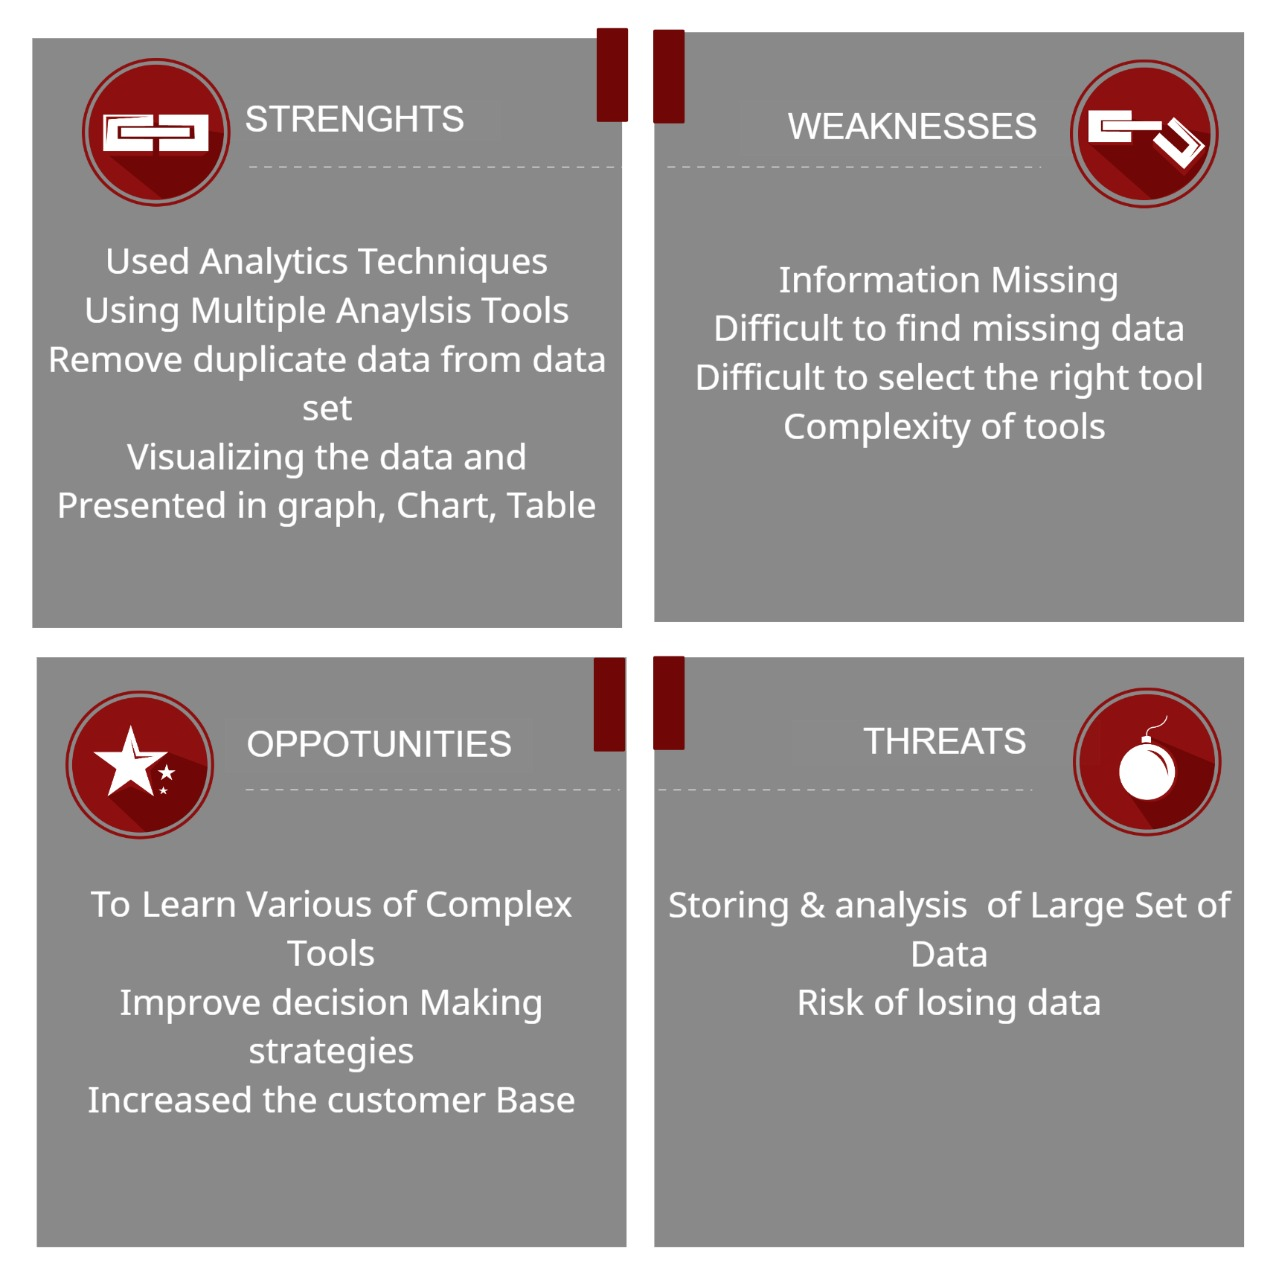 STRENGHTS
Used Analytics Techniques
Using Multiple Anaylsis Tools
Remove duplicate data from data
set
Visualizing the data and
Presented in graph, Chart, Table
WEAKNESSES
Information Missing
Difficult to find missing data
Difficult to select the right tool
Complexity of tools
OPPOTUNITIES
To Learn Various of Complex
Tools
Improve decision Making
strategies
Increased the customer Base
THREATS
Storing & analysis  of Large Set of
Data
Risk of losing data